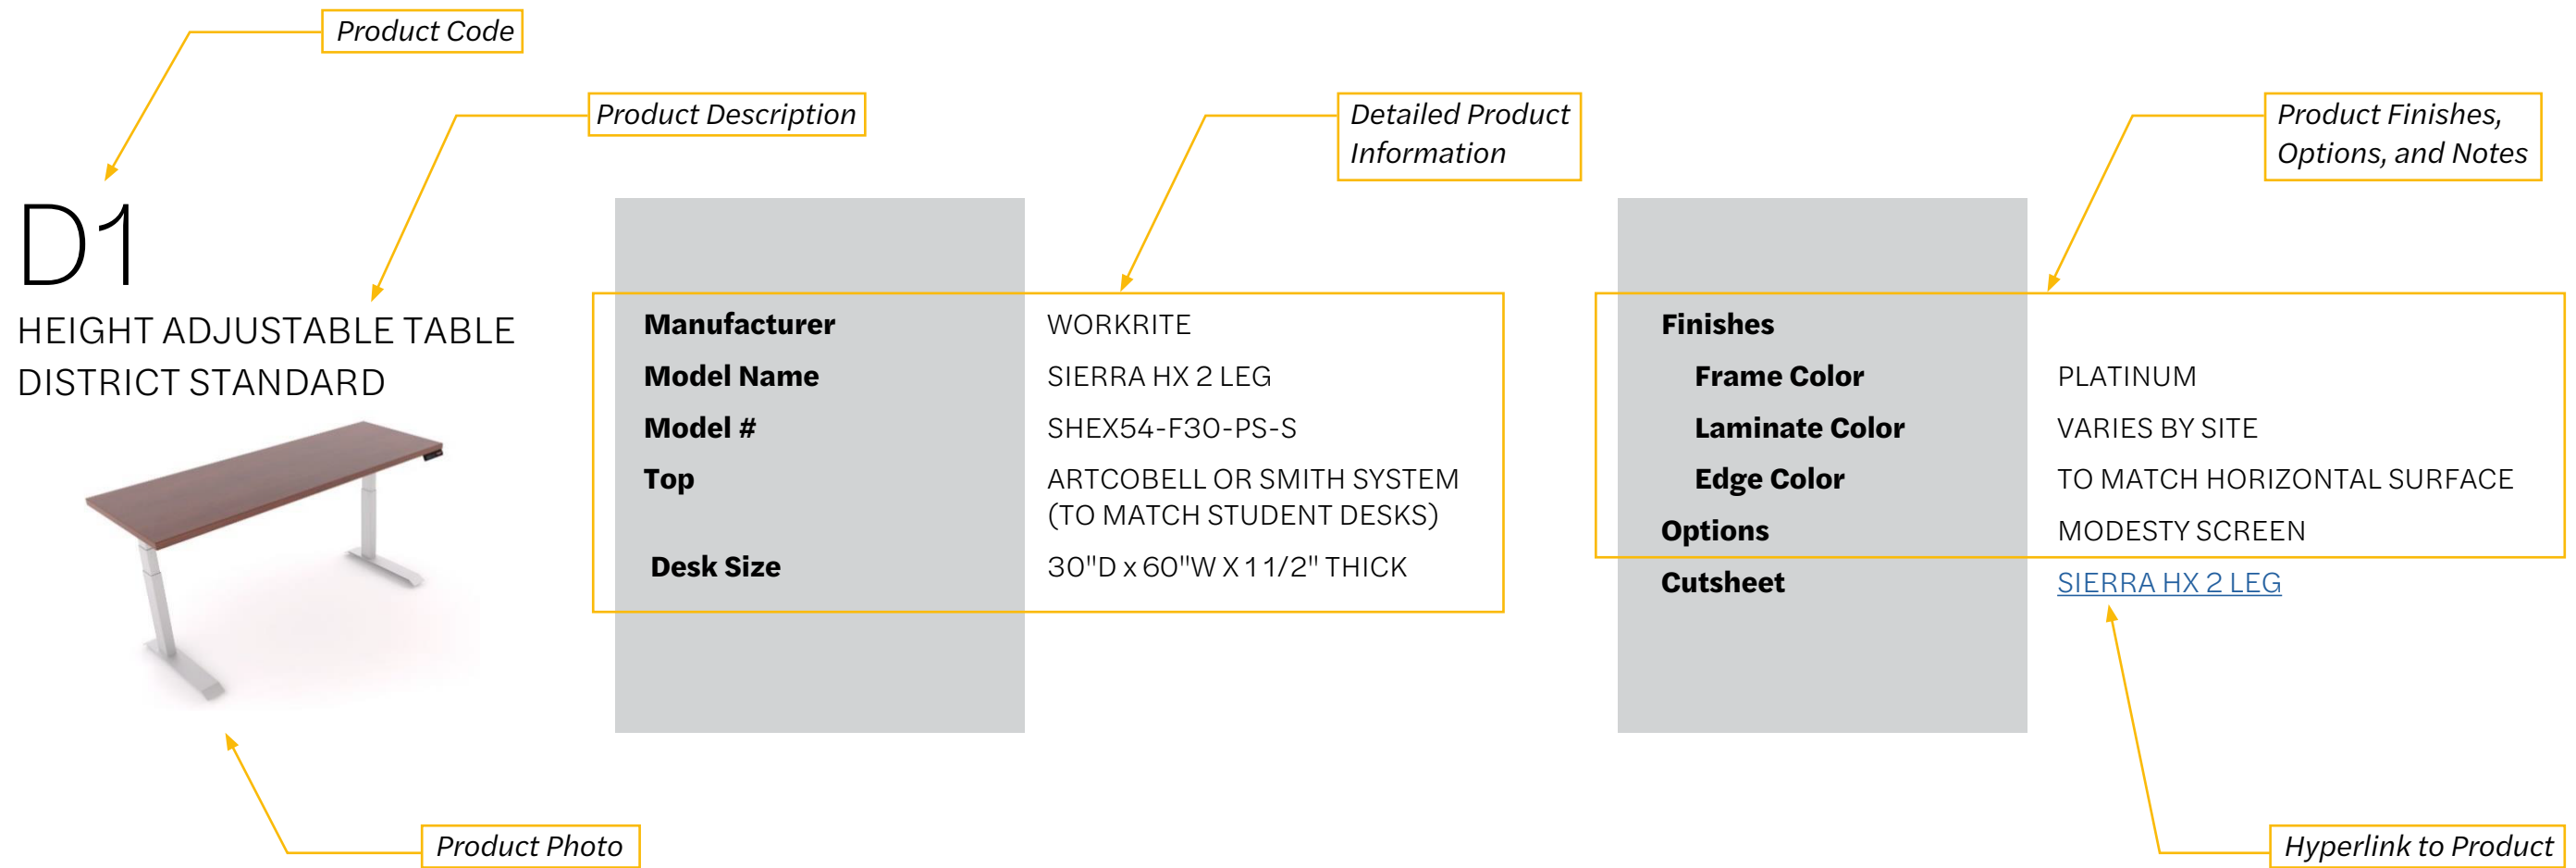 Product Code
Product Description
Detailed Product
Information
Product Finishes,
Options, and Notes
D1
HEIGHT ADJUSTABLE TABLE
DISTRICT STANDARD
Manufacturer WORKRITE
Model Name SIERRA HX 2 LEG
Model # SHEX54-F30-PS-S
Top ARTCOBELL OR SMITH SYSTEM
(TO MATCH STUDENT DESKS)
Desk Size 30"D x 60"W X 1 1/2" THICK
Finishes
Frame Color PLATINUM
Laminate Color VARIES BY SITE
Edge Color TO MATCH HORIZONTAL SURFACE
Options MODESTY SCREEN
Cutsheet SIERRA HX 2 LEG
Product Photo
Hyperlink to Product